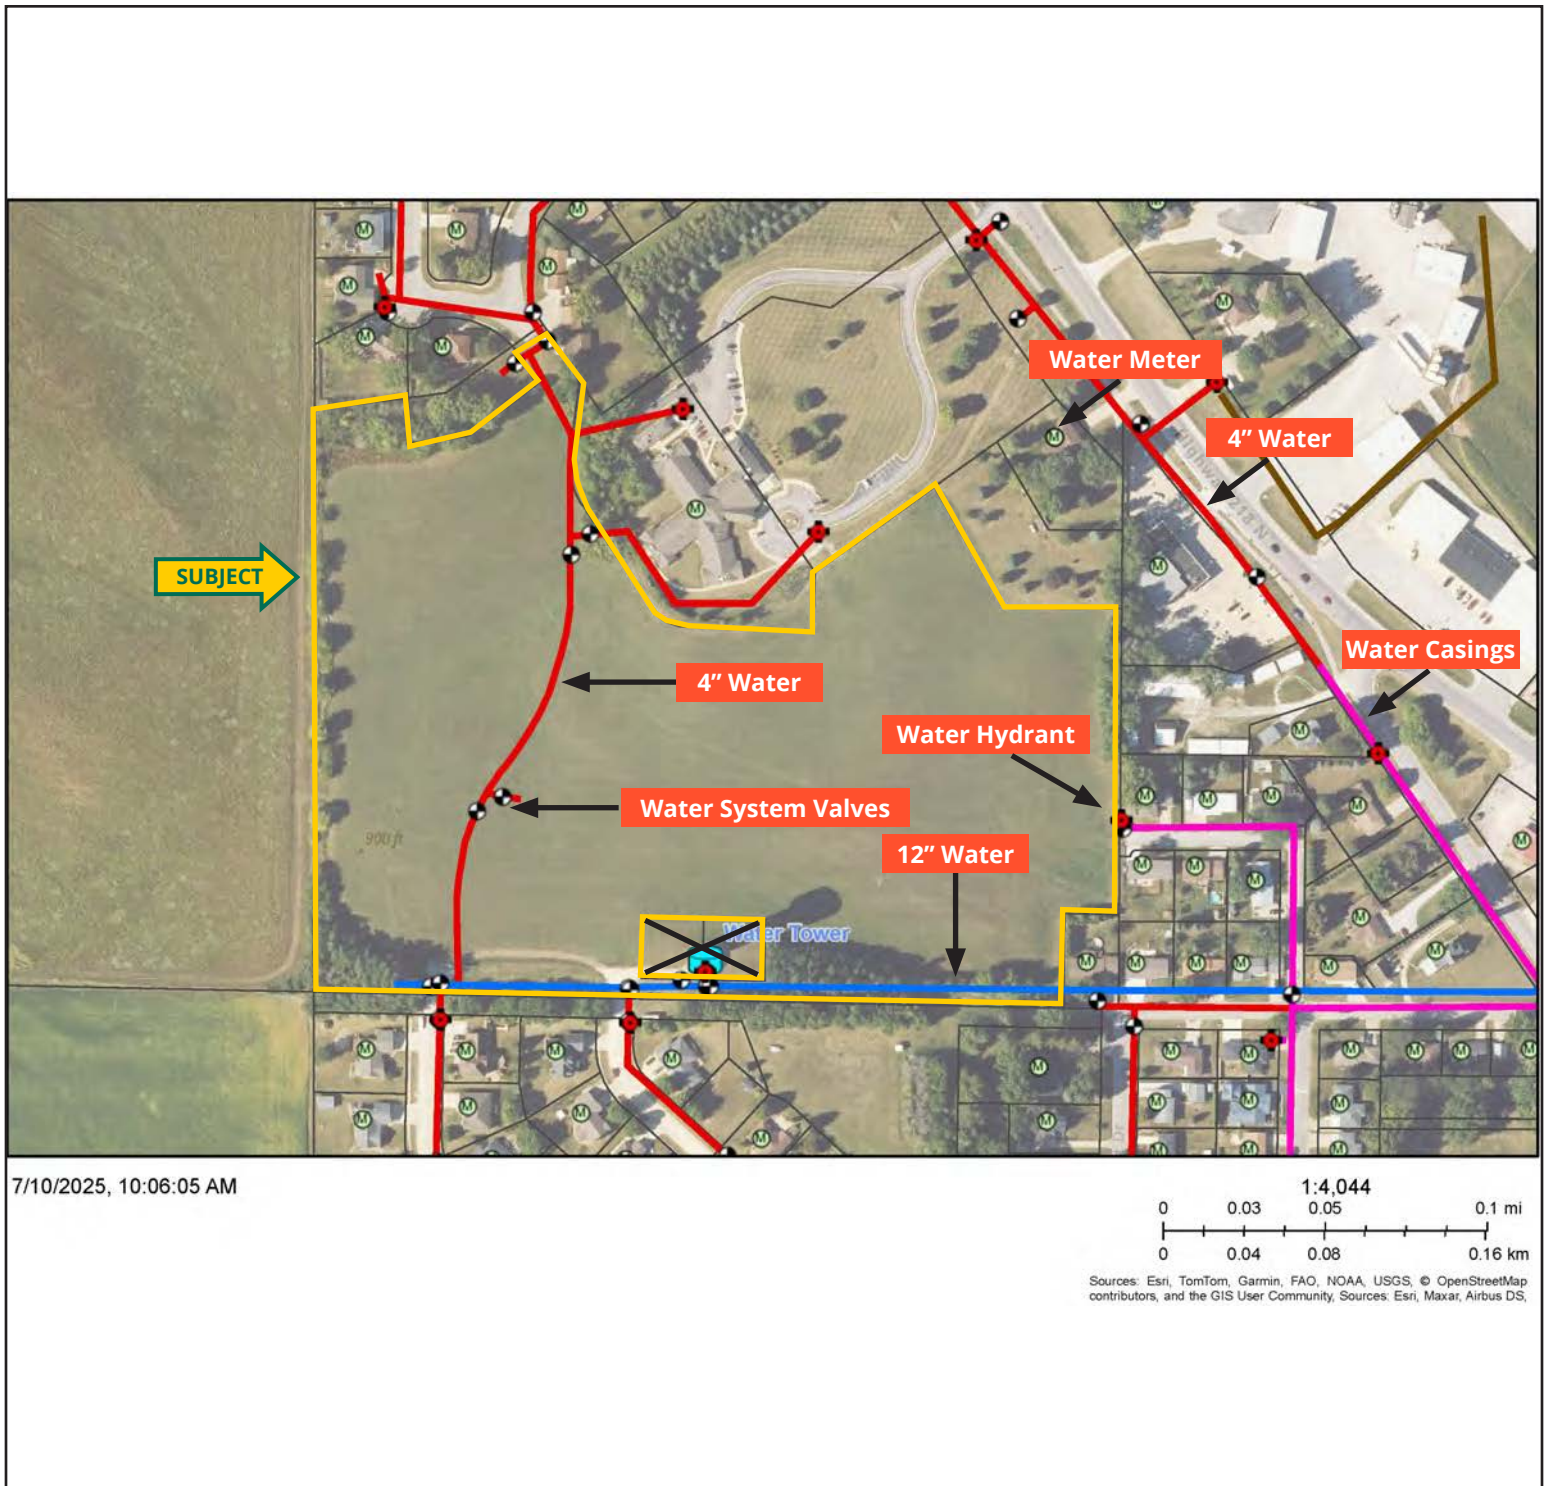 Water Meter
4” Water
Highway 218 N
SUBJECT
Water Casings
4” Water
Water Hydrant
Water System Valves
900 ft
12” Water
Water Tower
7/10/2025, 10:06:05 AM
1:4,044
0 0.03 0.05 0.1 mi
0 0.04 0.08 0.16 km
Sources: Esri, TomTom, Garmin, FAO, NOAA, USGS, © OpenStreetMap
contributors, and the GIS User Community, Sources: Esri, Maxar, Airbus DS,